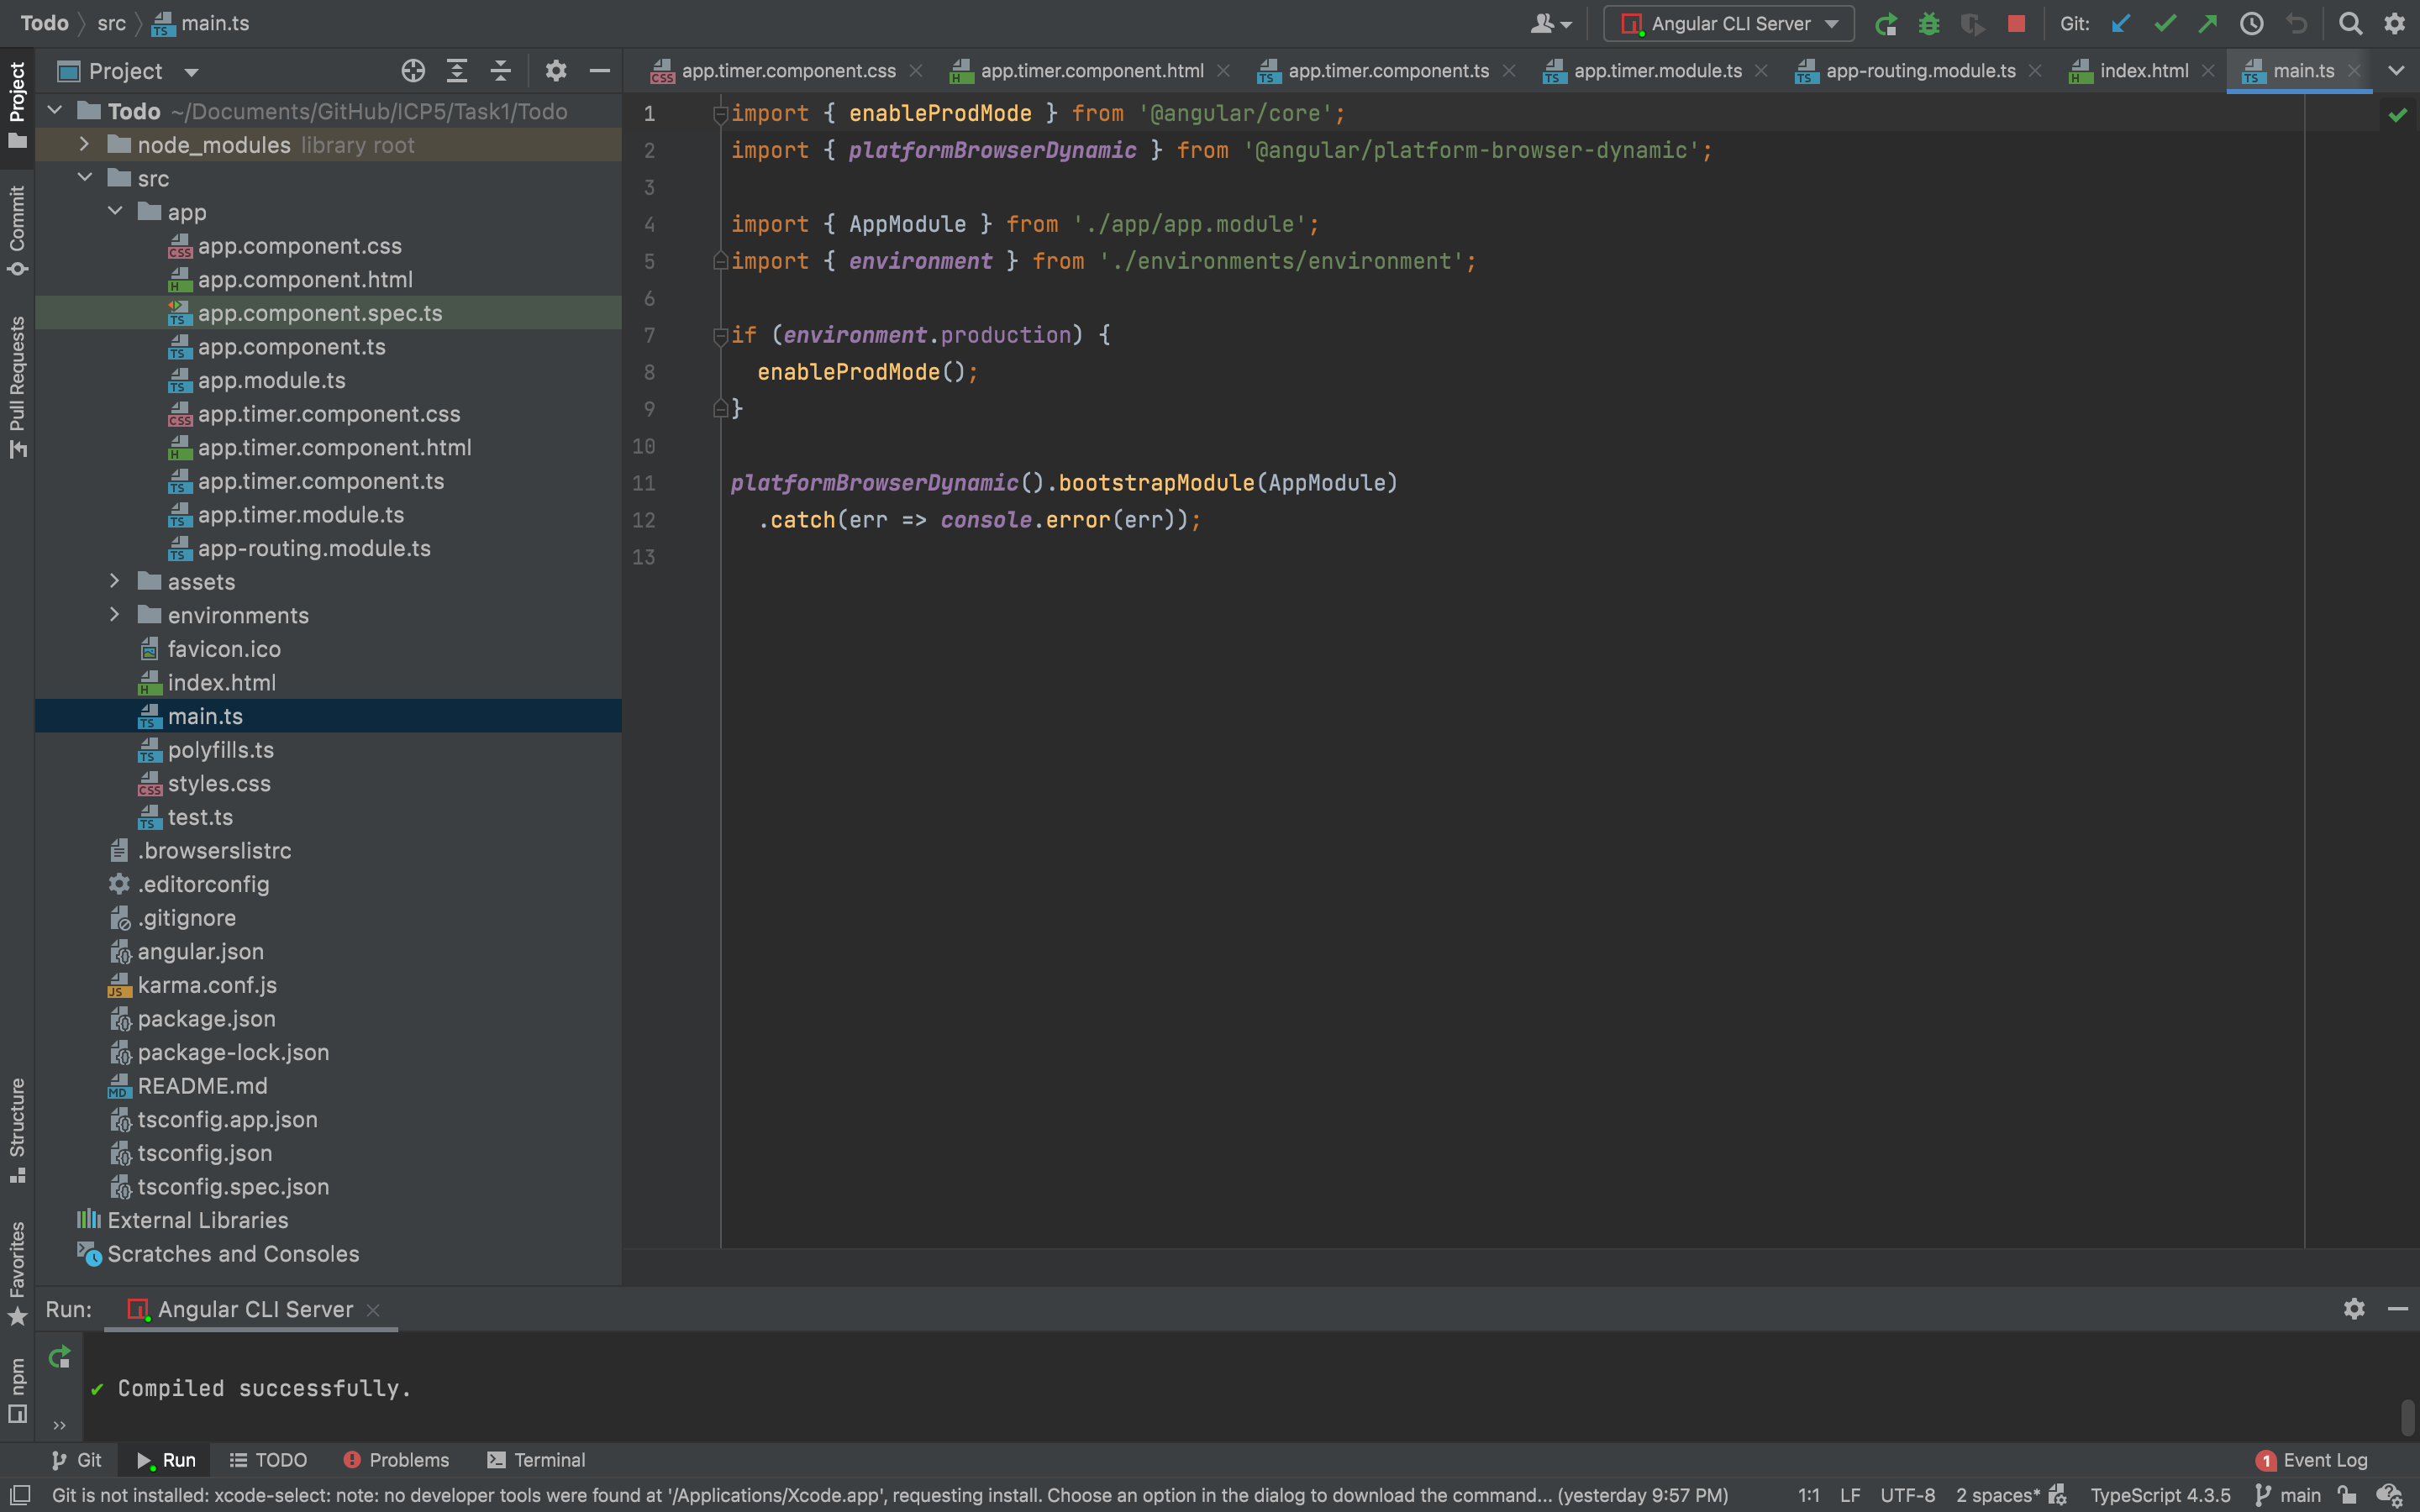 Todo src main.ts
Angular CLI Server
Git:
Project
Commit
Pull Requests
Structure
Favorites
npm
Project
app.timer.component.css
app.timer.component.html
app.timer.component.ts
app.timer.module.ts
app-routing.module.ts
index.html
main.ts
Todo ~/Documents/GitHub/ICP5/Task1/Todo
node_modules library root
src
app
app.component.css
app.component.html
app.component.spec.ts
app.component.ts
app.module.ts
app.timer.component.css
app.timer.component.html
app.timer.component.ts
app.timer.module.ts
app-routing.module.ts
assets
environments
favicon.ico
index.html
main.ts
polyfills.ts
styles.css
test.ts
.browserslistrc
.editorconfig
.gitignore
angular.json
karma.conf.js
package.json
package-lock.json
README.md
tsconfig.app.json
tsconfig.json
tsconfig.spec.json
External Libraries
Scratches and Consoles
1 import { enableProdMode } from '@angular/core';
2 import { platformBrowserDynamic } from '@angular/platform-browser-dynamic';
3
4 import { AppModule } from './app/app.module';
5 import { environment } from './environments/environment';
6
7 if (environment.production) {
8 enableProdMode();
9 }
10
11 platformBrowserDynamic().bootstrapModule(AppModule)
12 .catch(err => console.error(err));
13
Run: Angular CLI Server
✔ Compiled successfully.
Git Run TODO Problems Terminal
1 Event Log
Git is not installed: xcode-select: note: no developer tools were found at '/Applications/Xcode.app', requesting install. Choose an option in the dialog to download the command... (yesterday 9:57 PM)
1:1 LF UTF-8 2 spaces* TypeScript 4.3.5 main